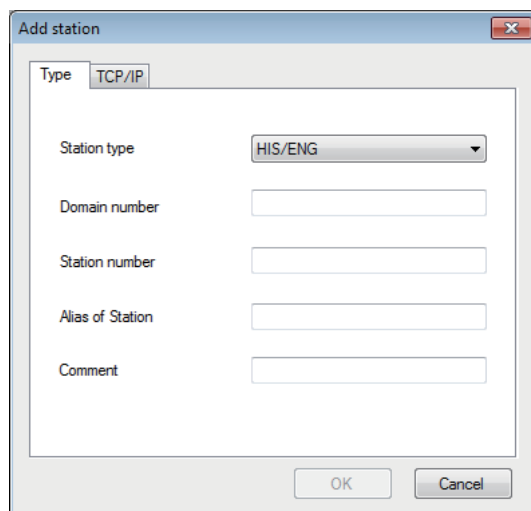 Add station
Type TCP/IP
Station type HIS/ENG
Domain number
Station number
Alias of Station
Comment
OK Cancel